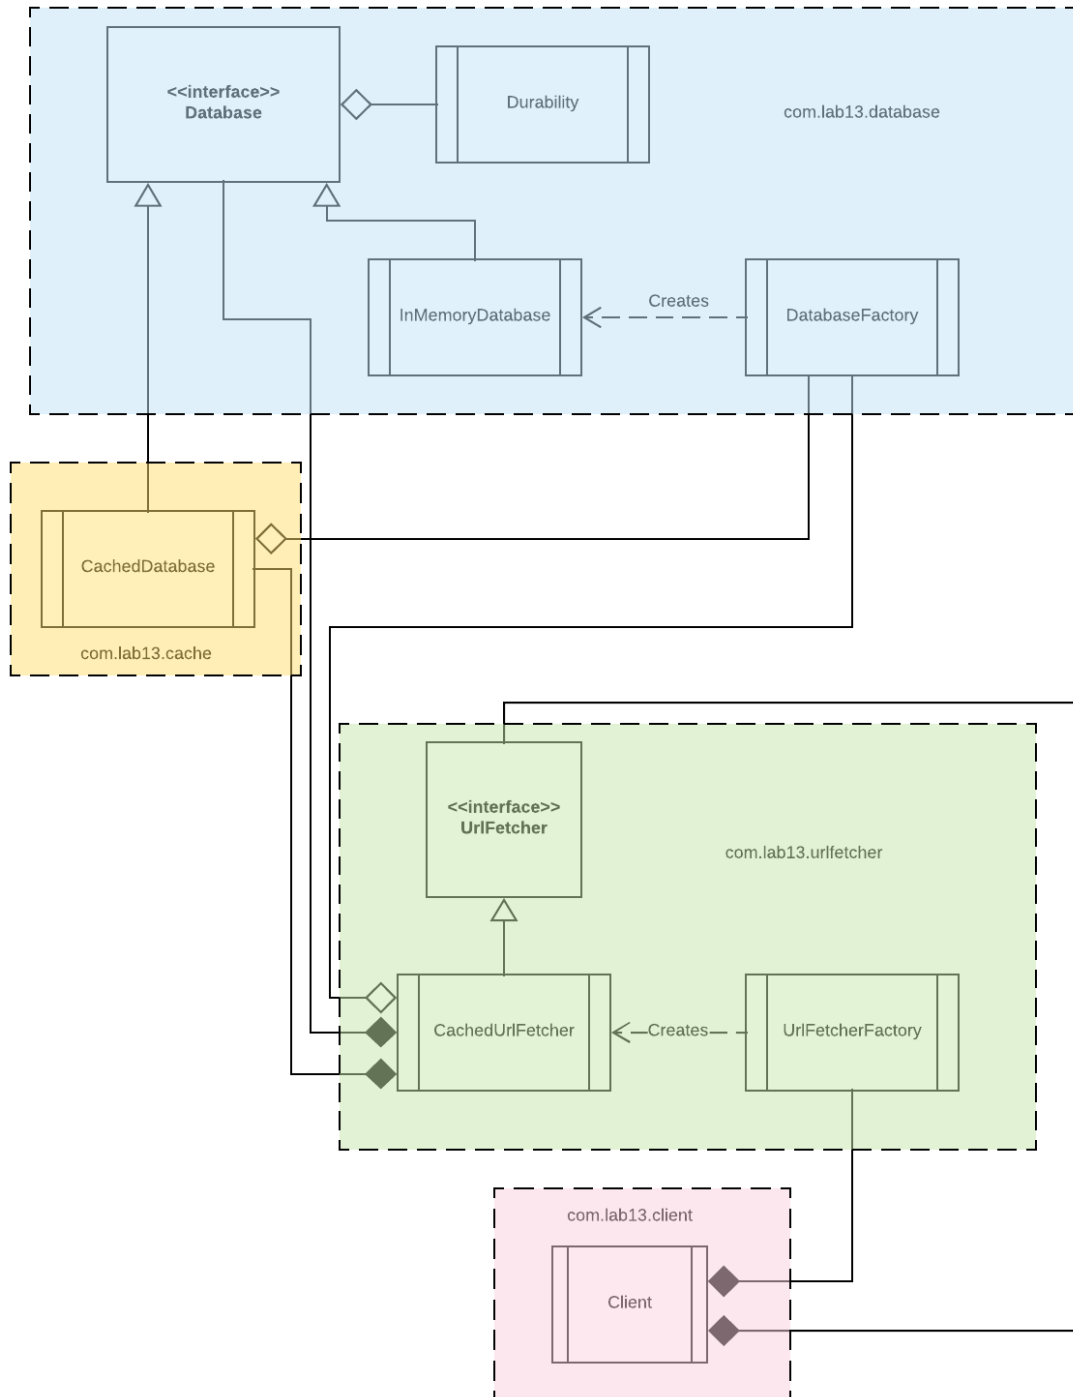 <<interface>>
Database
Durability
com.lab13.database
InMemoryDatabase
Creates
DatabaseFactory
CachedDatabase
com.lab13.cache
<<interface>>
UrlFetcher
com.lab13.urlfetcher
CachedUrlFetcher
Creates
UrlFetcherFactory
com.lab13.client
Client